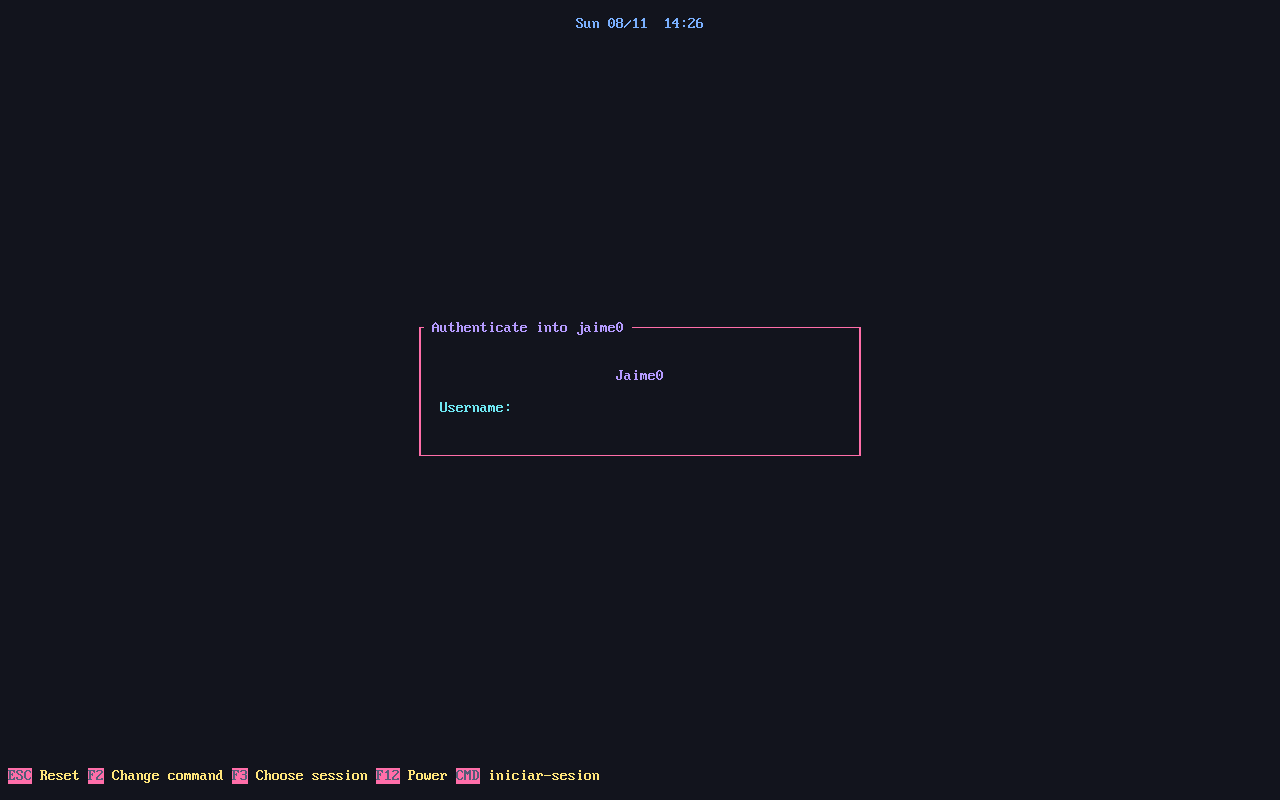 Sun 08/11  14:26
Authenticate into jaime0
Jaime0
Username:
ESC Reset F2 Change command F3 Choose session F12 Power CMD iniciar-sesion